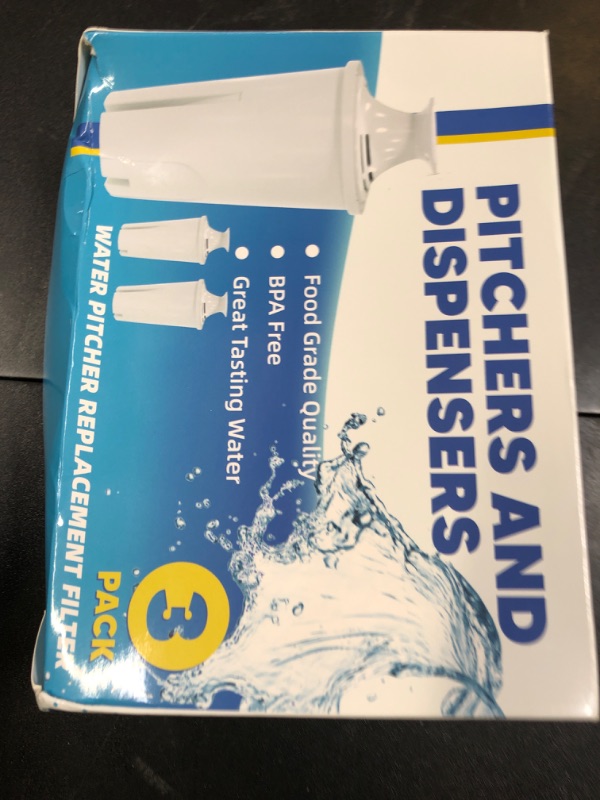 PITCHERS AND
DISPENSERS
Food Grade Quality
BPA Free
Great Tasting Water
3
PACK
WATER PITCHER REPLACEMENT FILTER